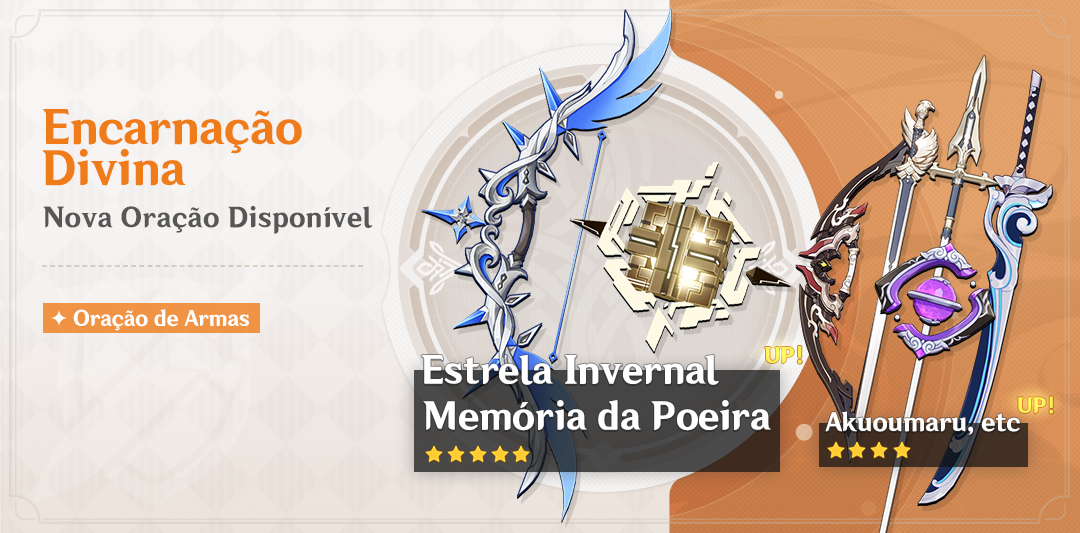 Encarnação
Divina
Nova Oração Disponível
✦ Oração de Armas
Estrela Invernal
UP!
Memória da Poeira
Akuoumaru, etc
UP!